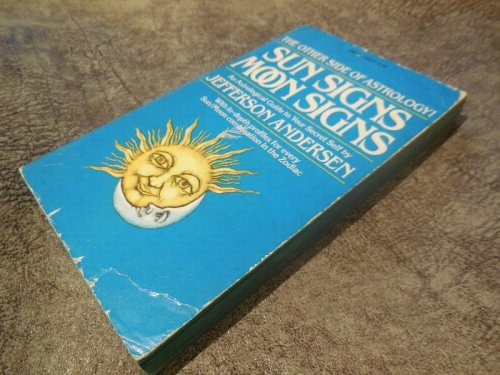 THE OTHER SIDE OF ASTROLOGY!
SUN SIGNS
MOON SIGNS
An Astrological Guide to Your Secret Self by
JEFFERSON ANDERSEN
With in-depth profiles for every
Sun/Moon combination in the Zodiac